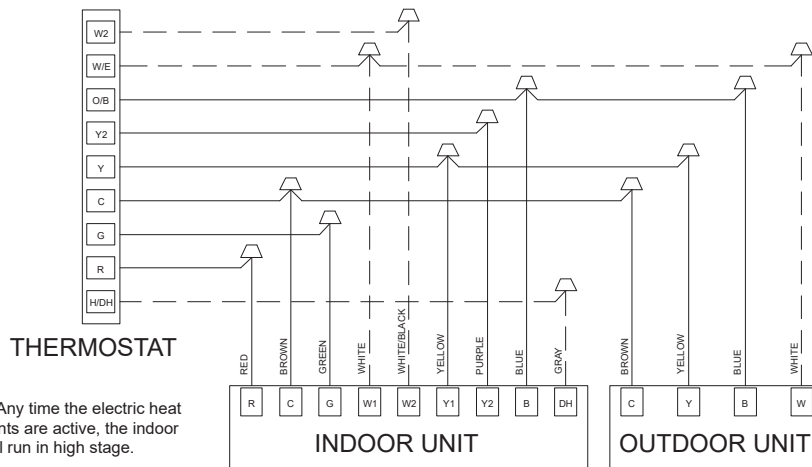 W2
W/E
O/B
Y2
Y
C
G
R
H/DH
THERMOSTAT
RED
BROWN
GREEN
WHITE
WHITE/BLACK
YELLOW
PURPLE
BLUE
GRAY
BROWN
YELLOW
BLUE
WHITE
R
C
G
W1
W2
Y1
Y2
B
DH
C
Y
B
W
INDOOR UNIT
OUTDOOR UNIT
Any time the electric heat
nts are active, the indoor
l run in high stage.